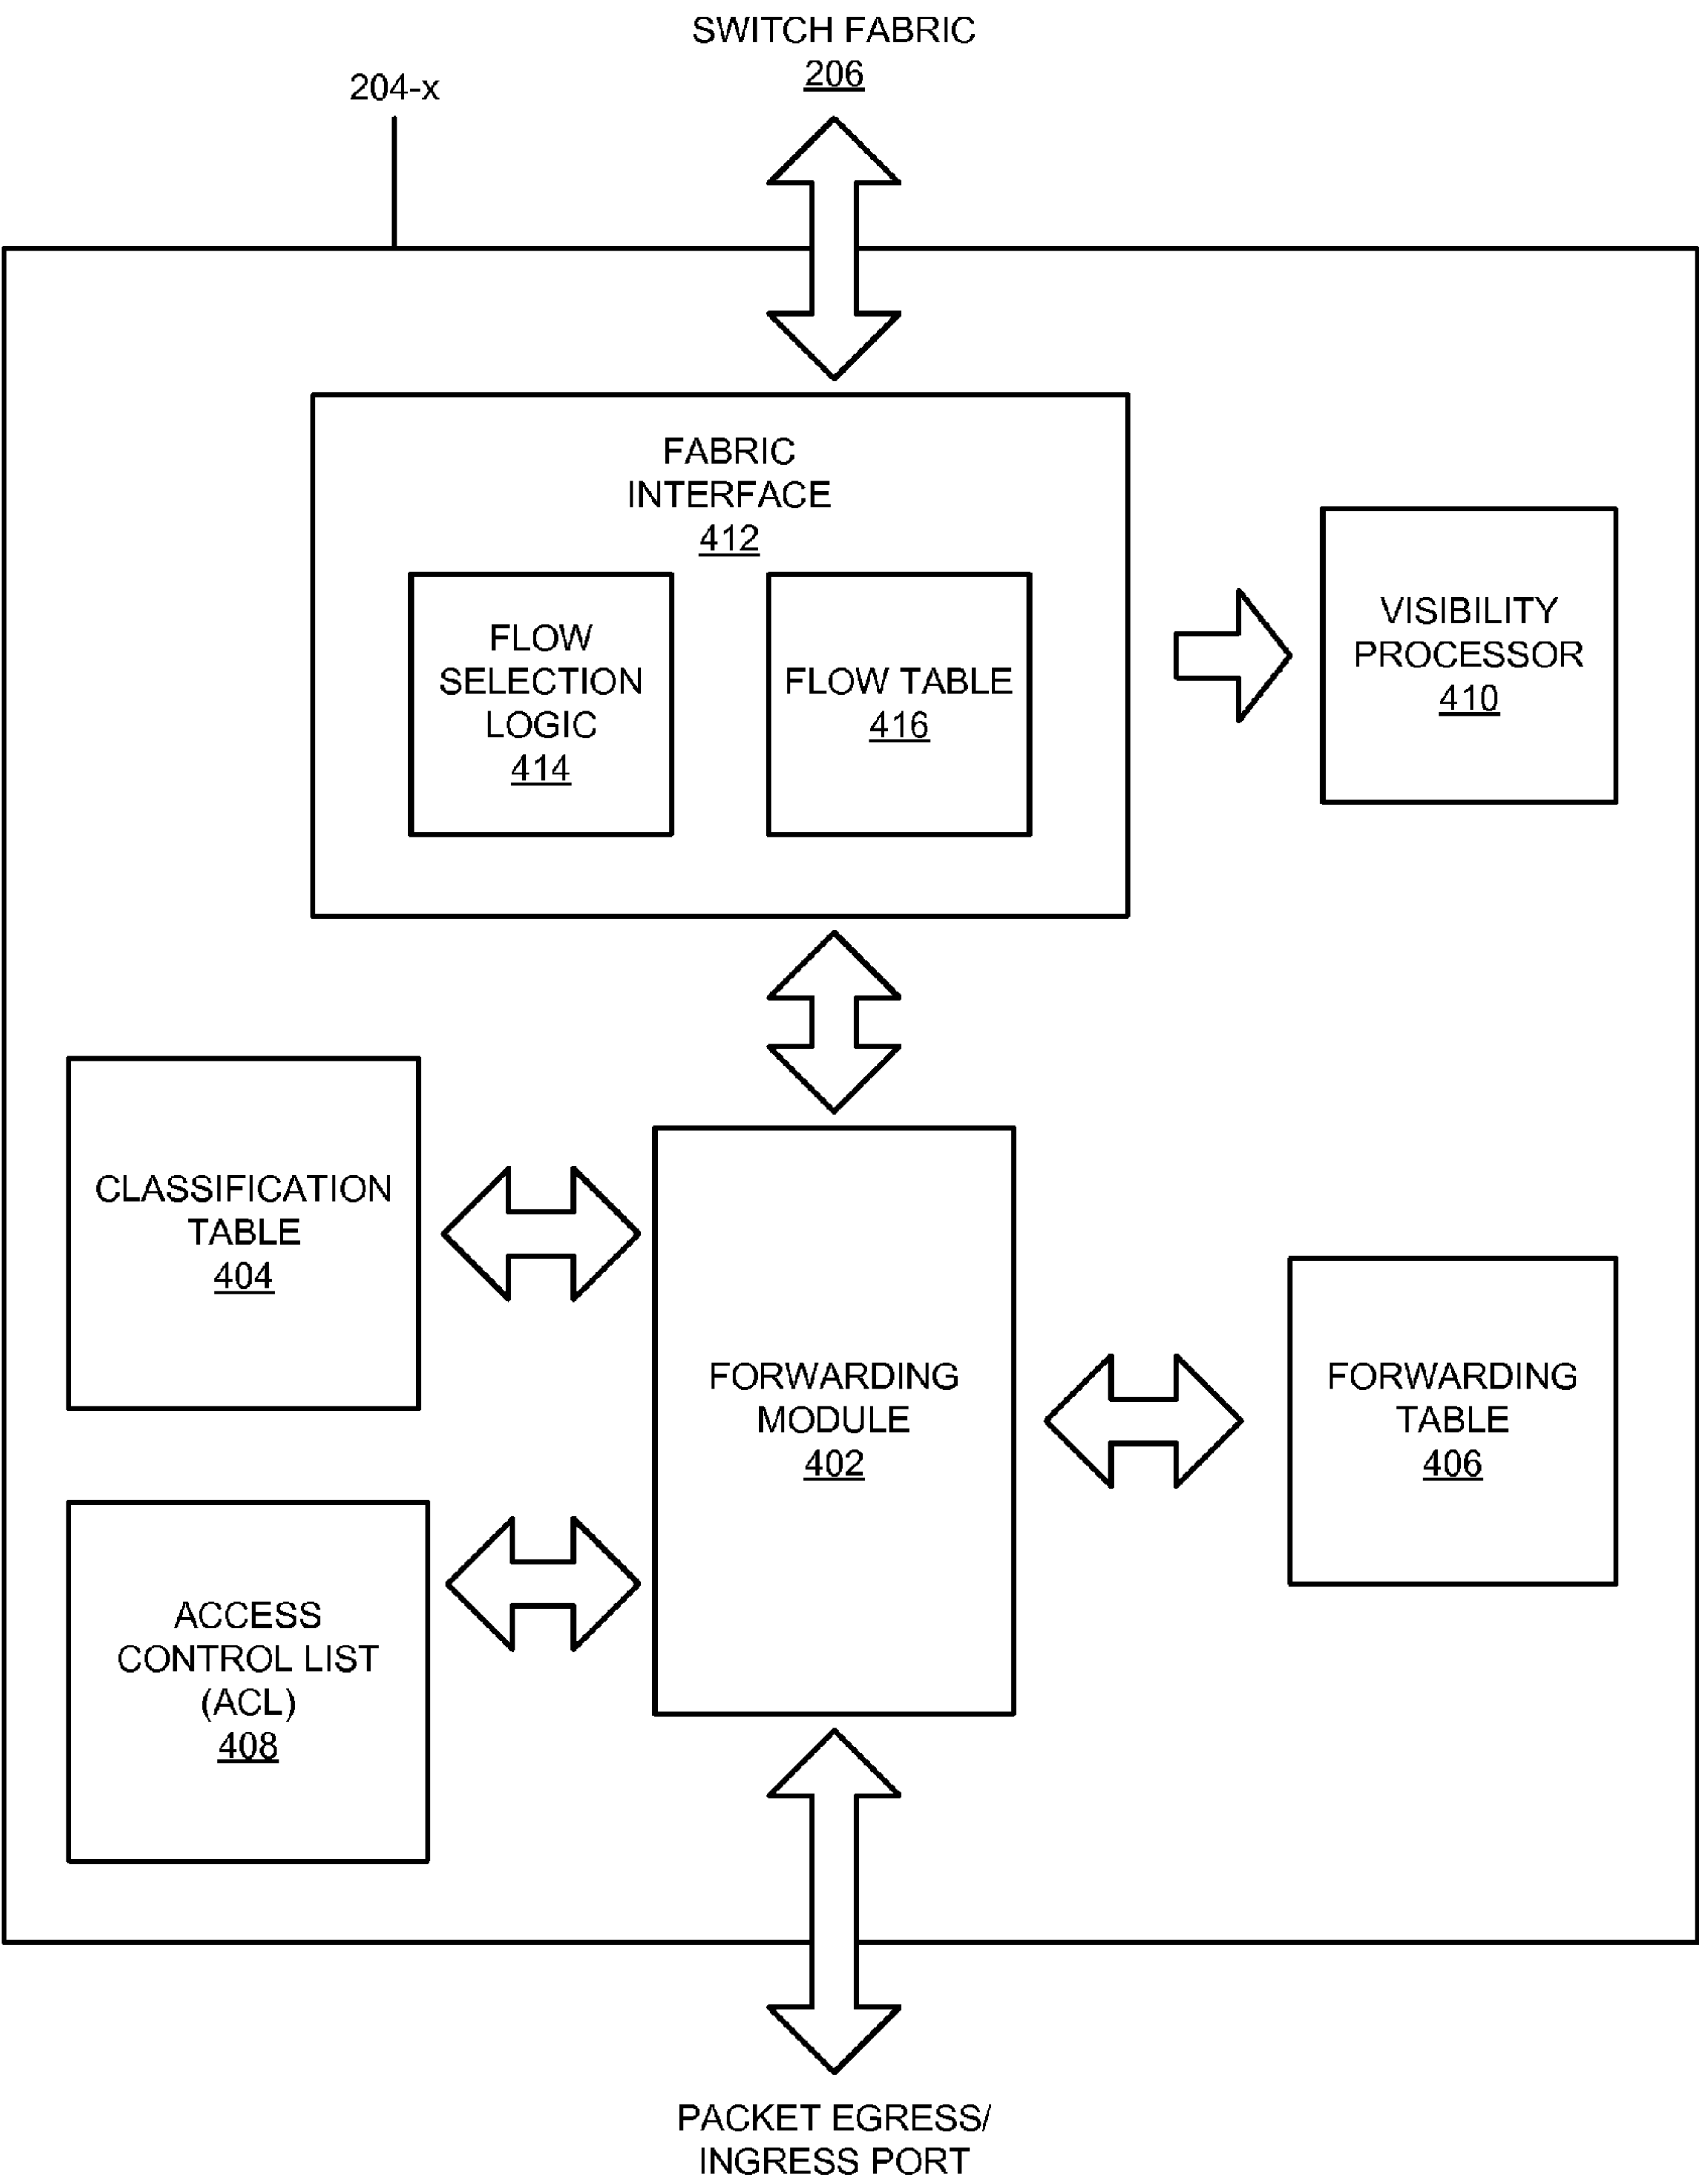 SWITCH FABRIC
206
204-x
FABRIC
INTERFACE
412
FLOW
SELECTION
LOGIC
414
FLOW TABLE
416
VISIBILITY
PROCESSOR
410
CLASSIFICATION
TABLE
404
FORWARDING
MODULE
402
FORWARDING
TABLE
406
ACCESS
CONTROL LIST
(ACL)
408
PACKET EGRESS/
INGRESS PORT